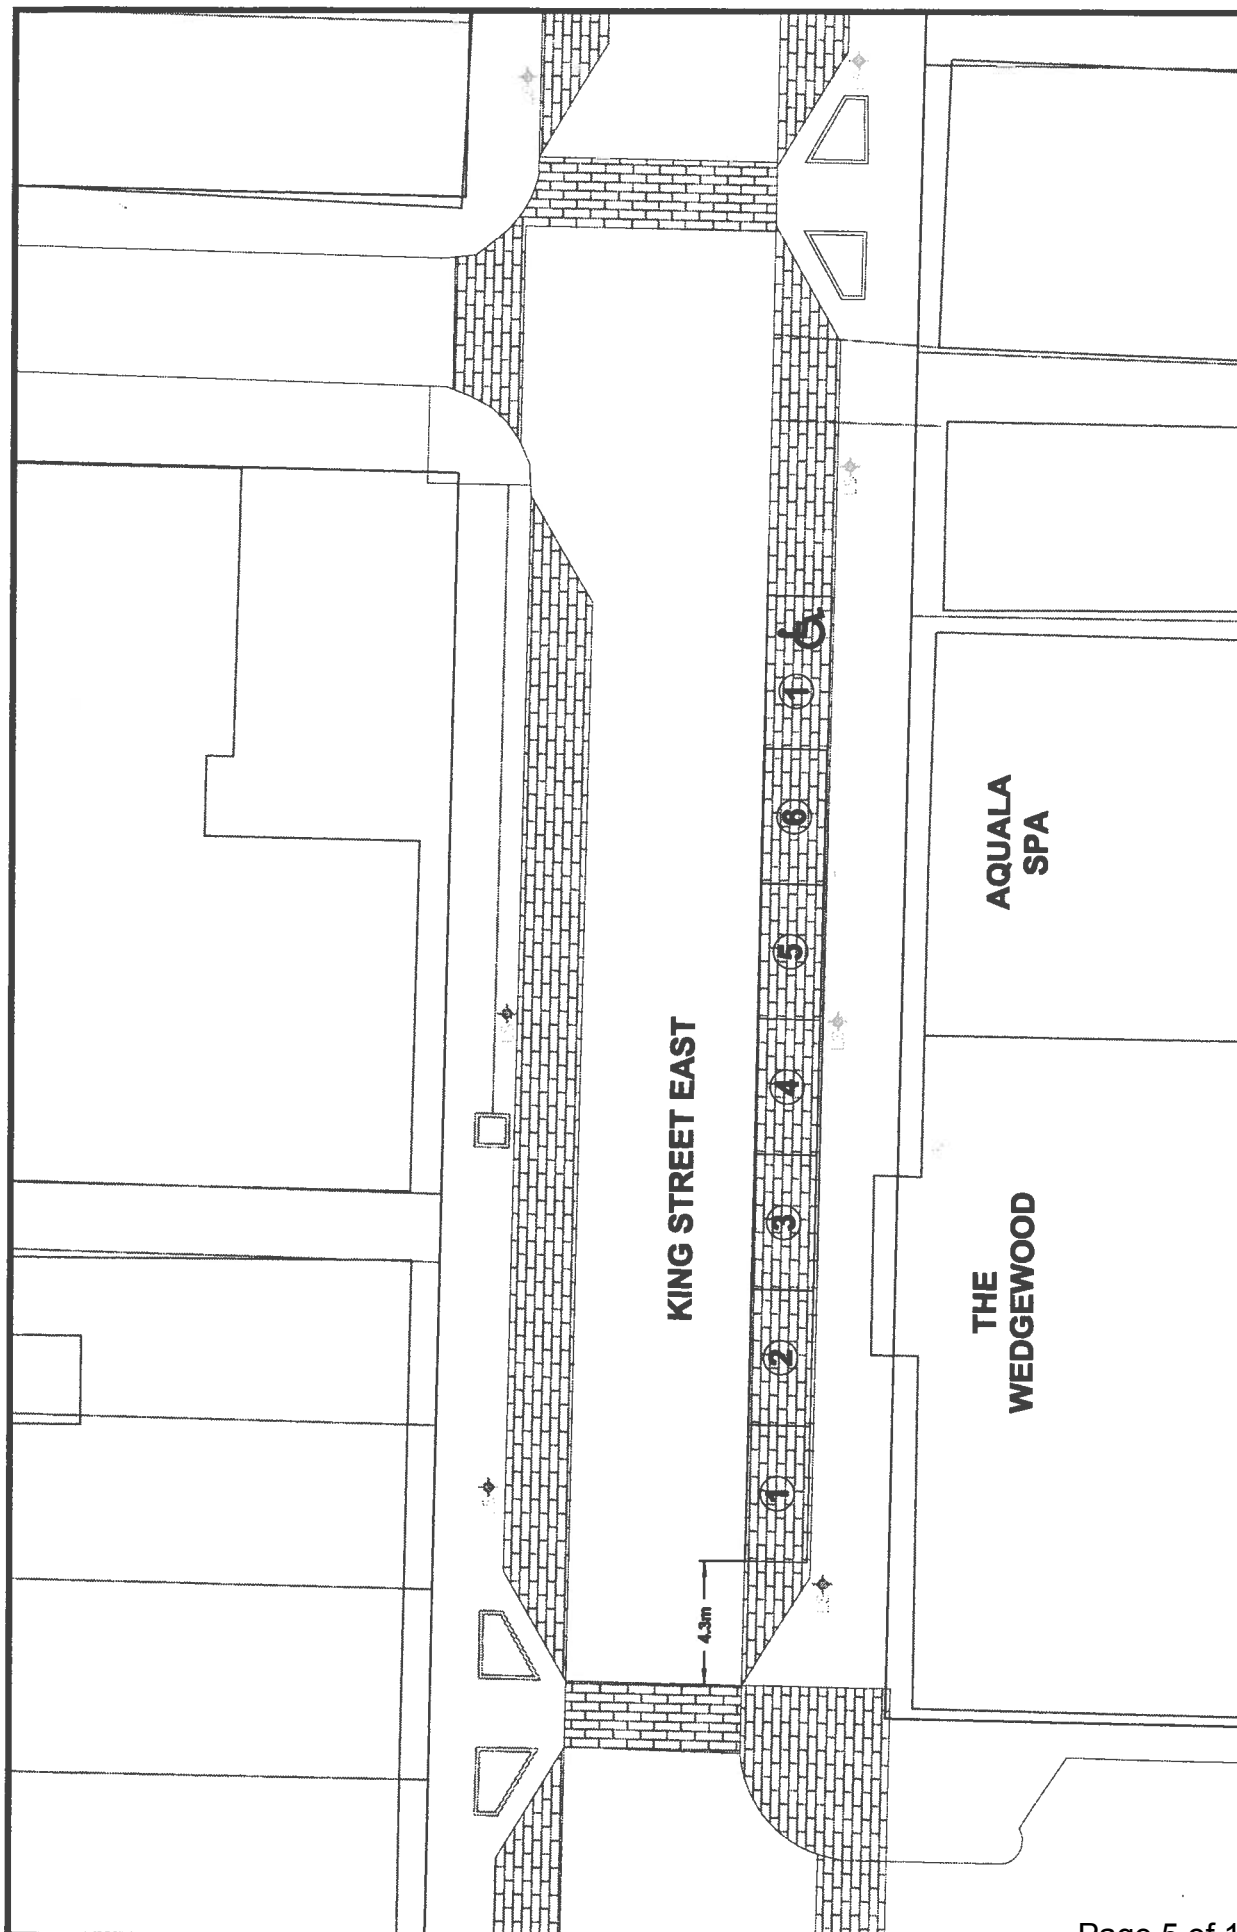 1
6
5
4
3
2
1
KING STREET EAST
AQUALA
SPA
THE
WEDGEWOOD
4.3m
Page 5 of 1